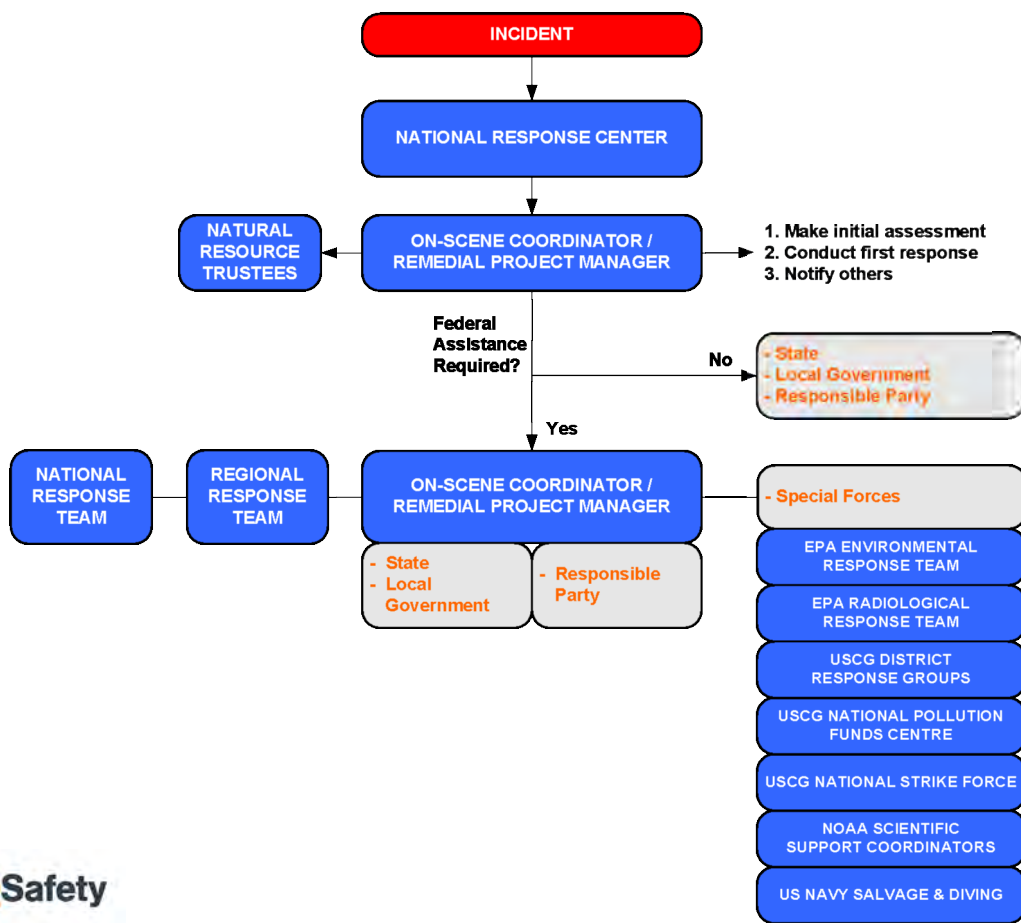 INCIDENT
NATIONAL RESPONSE CENTER
NATURAL
RESOURCE
TRUSTEES
ON-SCENE COORDINATOR /
REMEDIAL PROJECT MANAGER
1. Make initial assessment
2. Conduct first response
3. Notify others
Federal
Assistance
Required?
No
- State
- Local Government
- Responsible Party
Yes
NATIONAL
RESPONSE
TEAM
REGIONAL
RESPONSE
TEAM
ON-SCENE COORDINATOR /
REMEDIAL PROJECT MANAGER
- State
- Local
Government
- Responsible
Party
- Special Forces
EPA ENVIRONMENTAL
RESPONSE TEAM
EPA RADIOLOGICAL
RESPONSE TEAM
USCG DISTRICT
RESPONSE GROUPS
USCG NATIONAL POLLUTION
FUNDS CENTRE
USCG NATIONAL STRIKE FORCE
NOAA SCIENTIFIC
SUPPORT COORDINATORS
US NAVY SALVAGE & DIVING
Safety